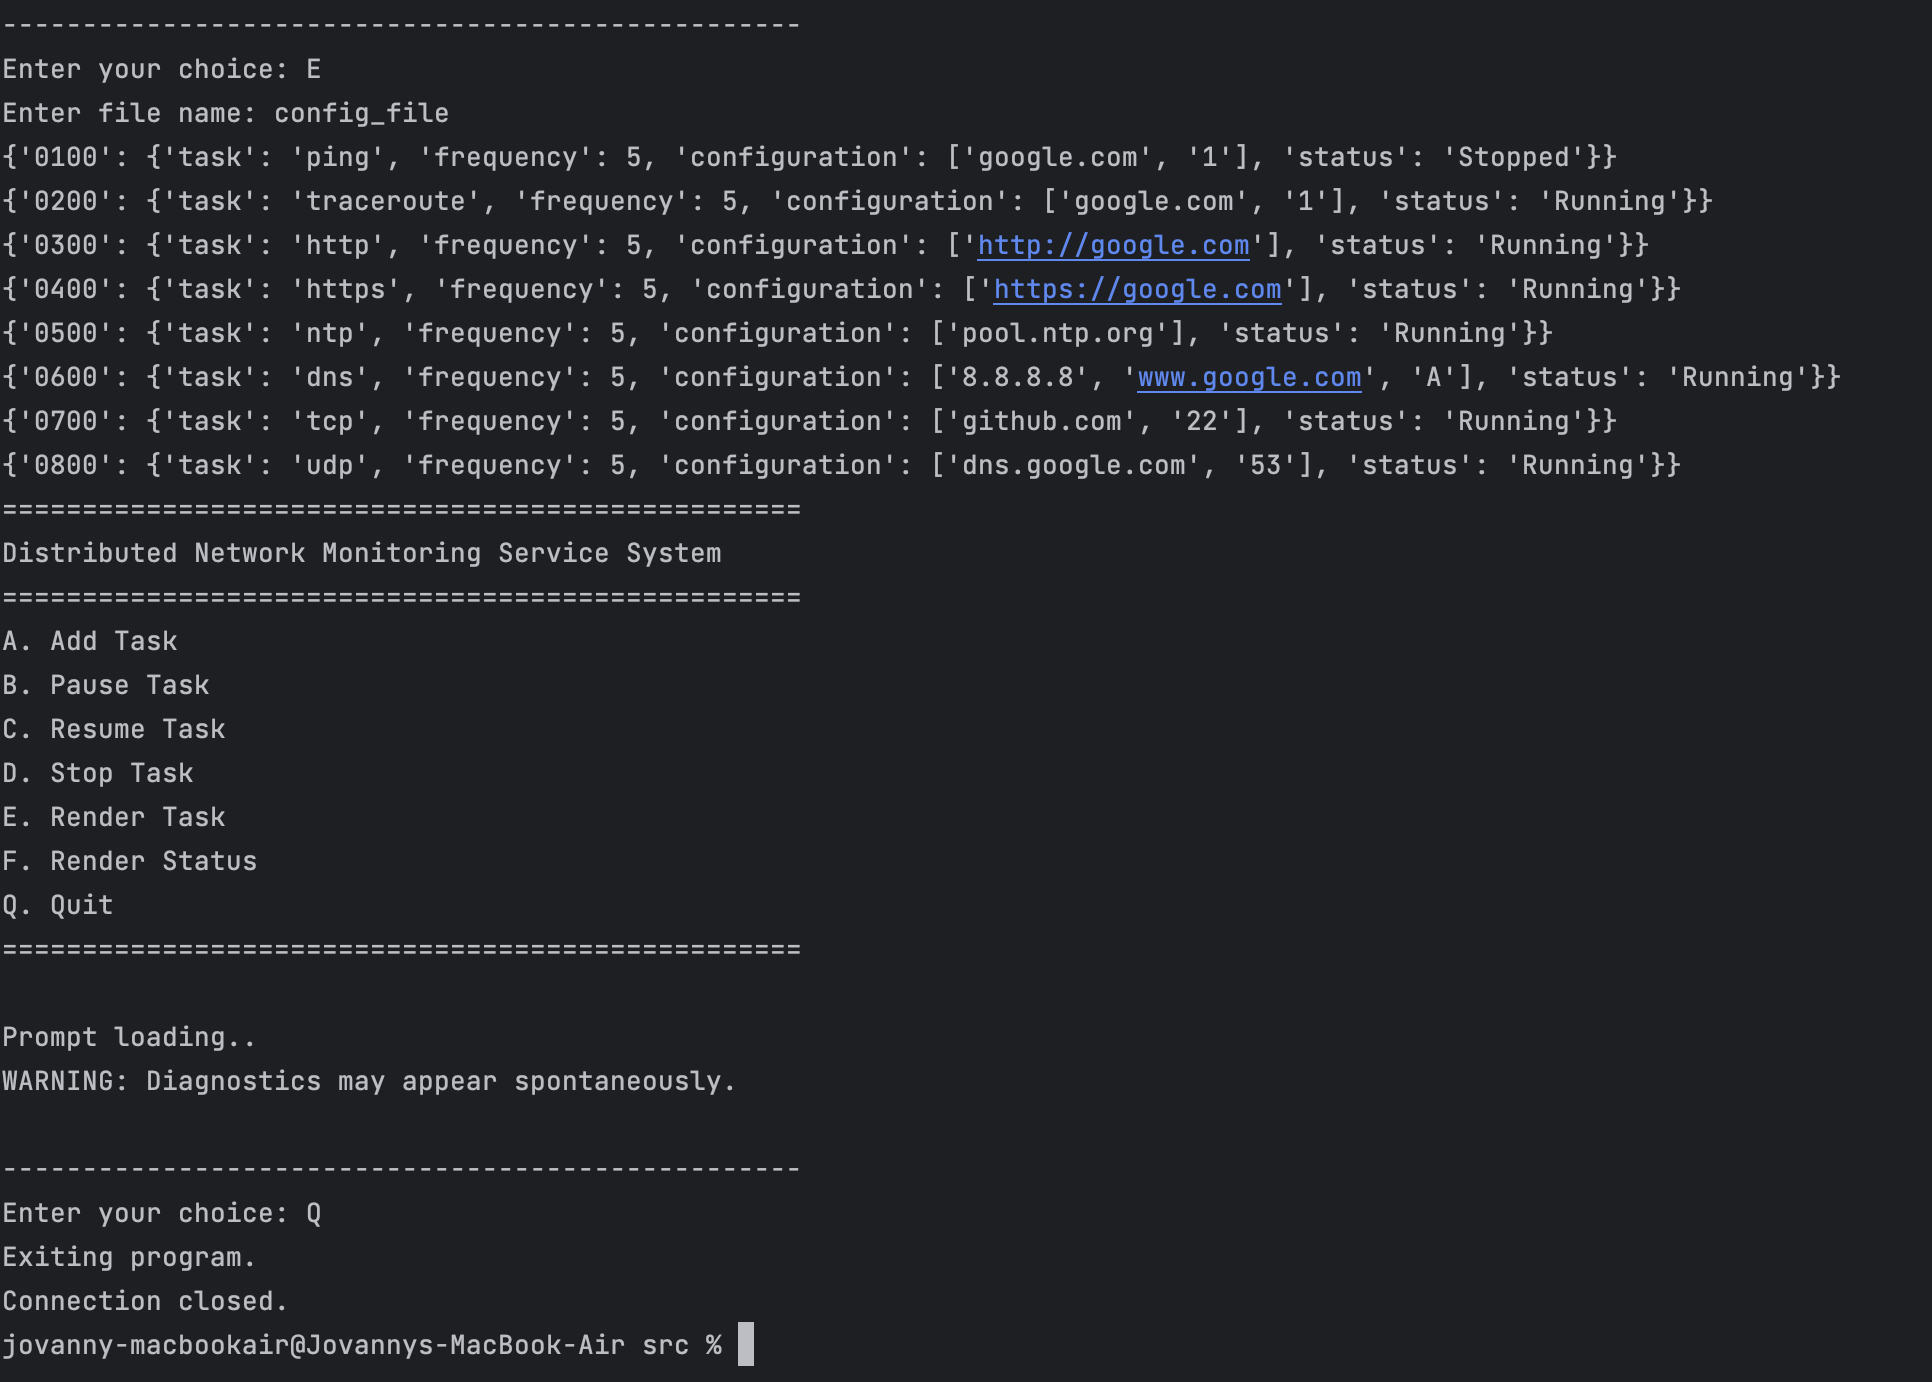 --------------------------------------------------
Enter your choice: E
Enter file name: config_file
{'0100': {'task': 'ping', 'frequency': 5, 'configuration': ['google.com', '1'], 'status': 'Stopped'}}
{'0200': {'task': 'traceroute', 'frequency': 5, 'configuration': ['google.com', '1'], 'status': 'Running'}}
{'0300': {'task': 'http', 'frequency': 5, 'configuration': ['http://google.com'], 'status': 'Running'}}
{'0400': {'task': 'https', 'frequency': 5, 'configuration': ['https://google.com'], 'status': 'Running'}}
{'0500': {'task': 'ntp', 'frequency': 5, 'configuration': ['pool.ntp.org'], 'status': 'Running'}}
{'0600': {'task': 'dns', 'frequency': 5, 'configuration': ['8.8.8.8', 'www.google.com', 'A'], 'status': 'Running'}}
{'0700': {'task': 'tcp', 'frequency': 5, 'configuration': ['github.com', '22'], 'status': 'Running'}}
{'0800': {'task': 'udp', 'frequency': 5, 'configuration': ['dns.google.com', '53'], 'status': 'Running'}}
==================================================
Distributed Network Monitoring Service System
==================================================
A. Add Task
B. Pause Task
C. Resume Task
D. Stop Task
E. Render Task
F. Render Status
Q. Quit
==================================================
Prompt loading..
WARNING: Diagnostics may appear spontaneously.
--------------------------------------------------
Enter your choice: Q
Exiting program.
Connection closed.
jovanny-macbookair@Jovannys-MacBook-Air src %